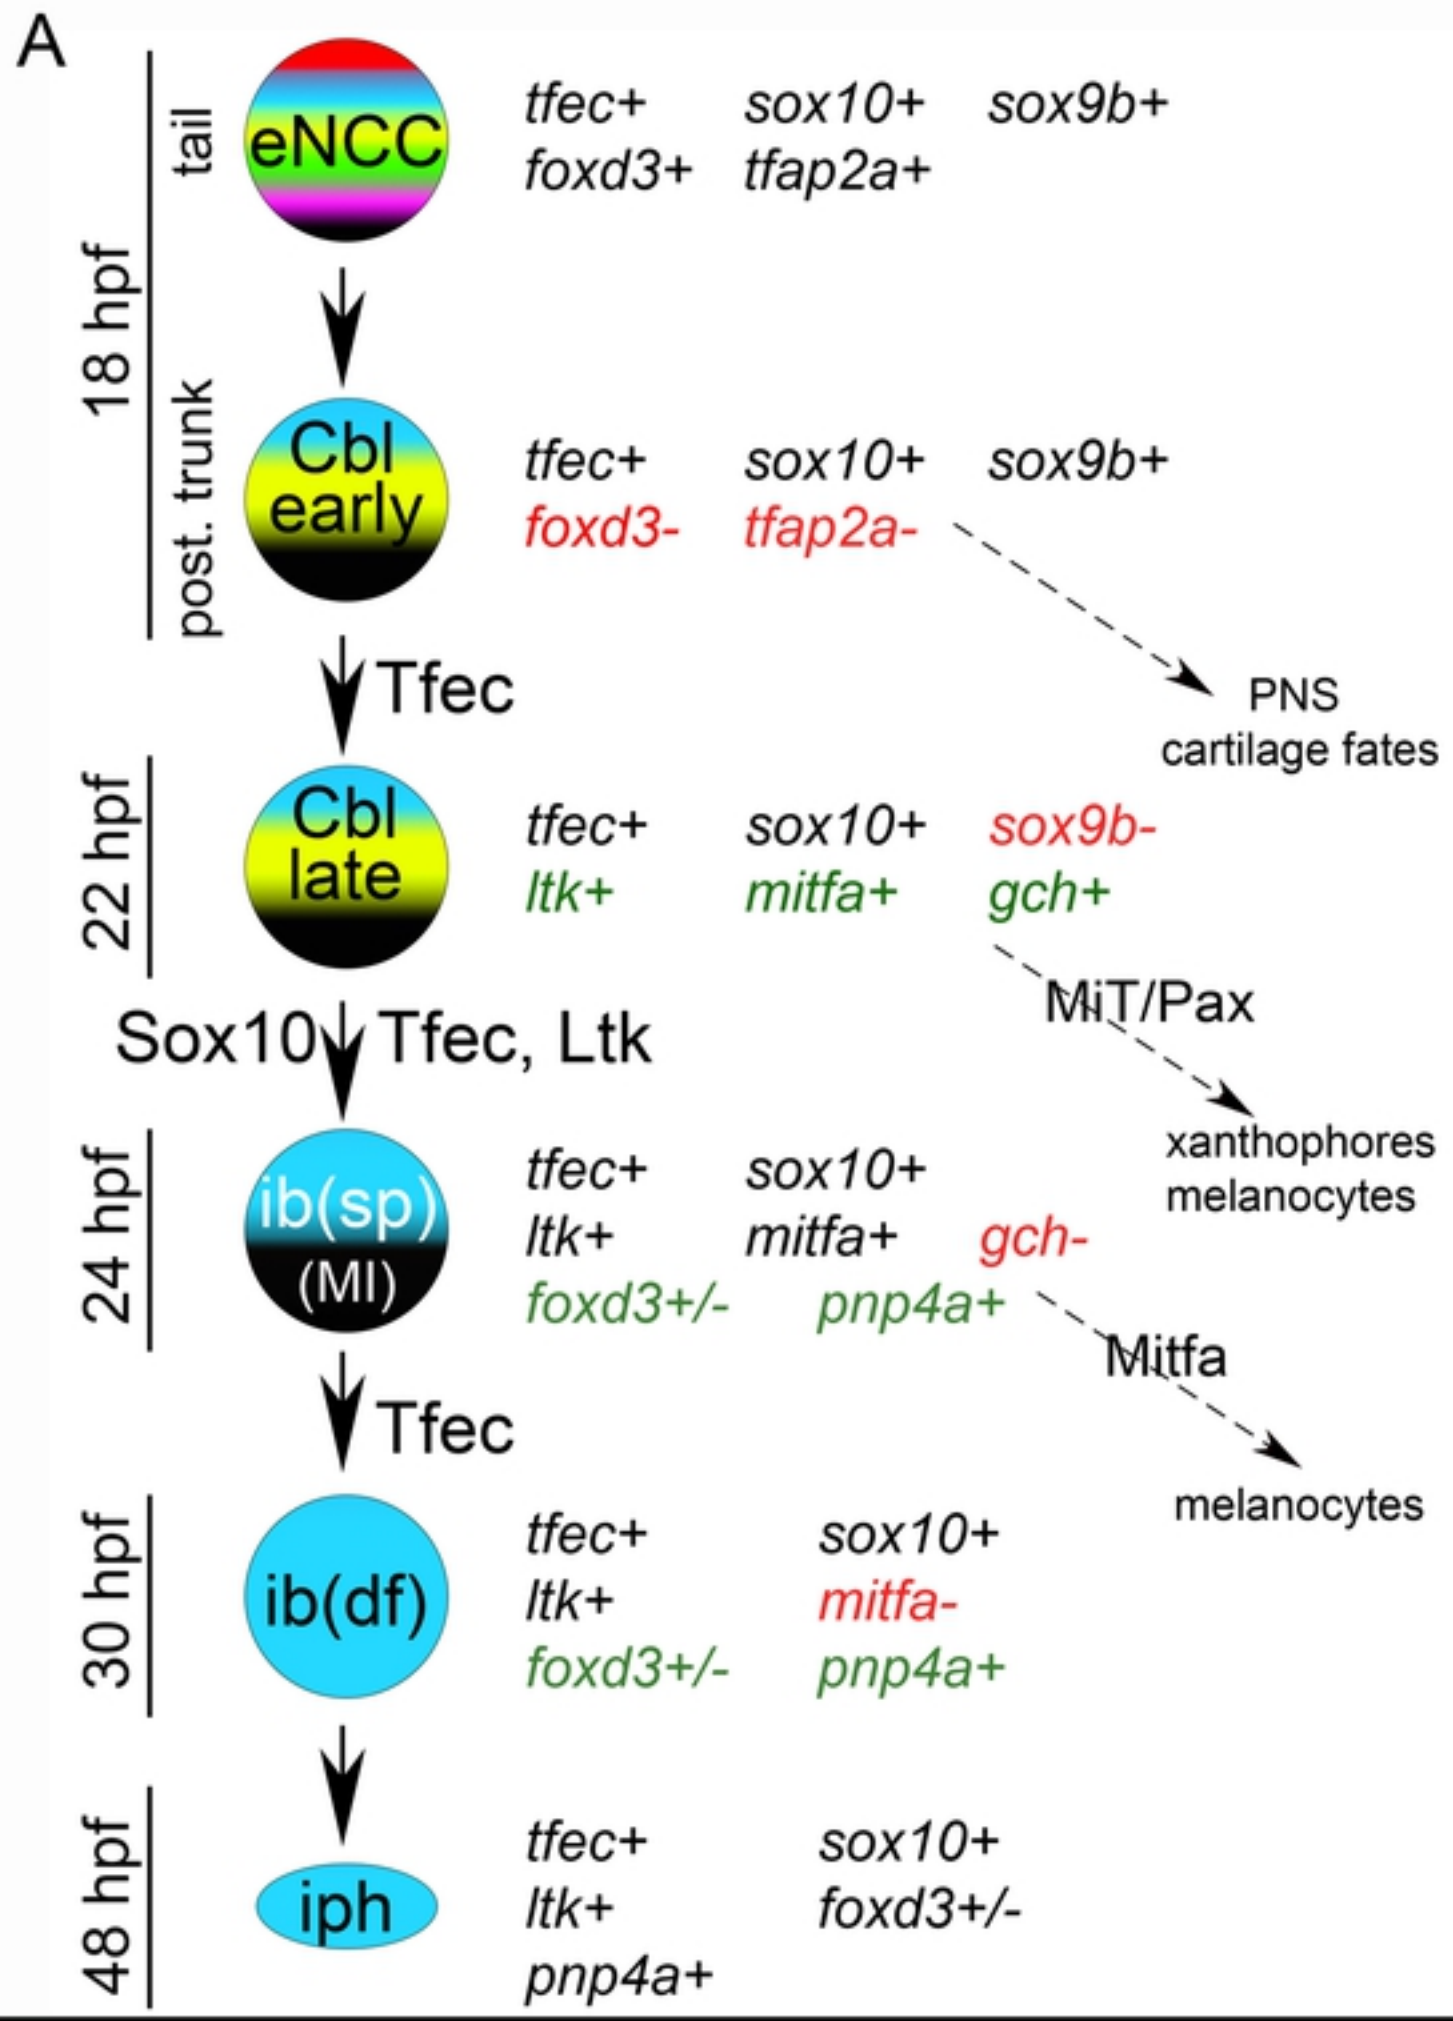 A
18 hpf
tail
eNCC
tfec+ sox10+ sox9b+
foxd3+ tfap2a+
post. trunk
Cbl
early
tfec+ sox10+ sox9b+
foxd3- tfap2a-
PNS
cartilage fates
Tfec
22 hpf
Cbl
late
tfec+ sox10+ sox9b-
ltk+ mitfa+ gch+
MiT/Pax
xanthophores
melanocytes
Sox10 Tfec, Ltk
24 hpf
ib(sp)
(MI)
tfec+ sox10+
ltk+ mitfa+ gch-
foxd3+/- pnp4a+
Mitfa
melanocytes
Tfec
30 hpf
ib(df)
tfec+ sox10+
ltk+ mitfa-
foxd3+/- pnp4a+
48 hpf
iph
tfec+ sox10+
ltk+ foxd3+/-
pnp4a+